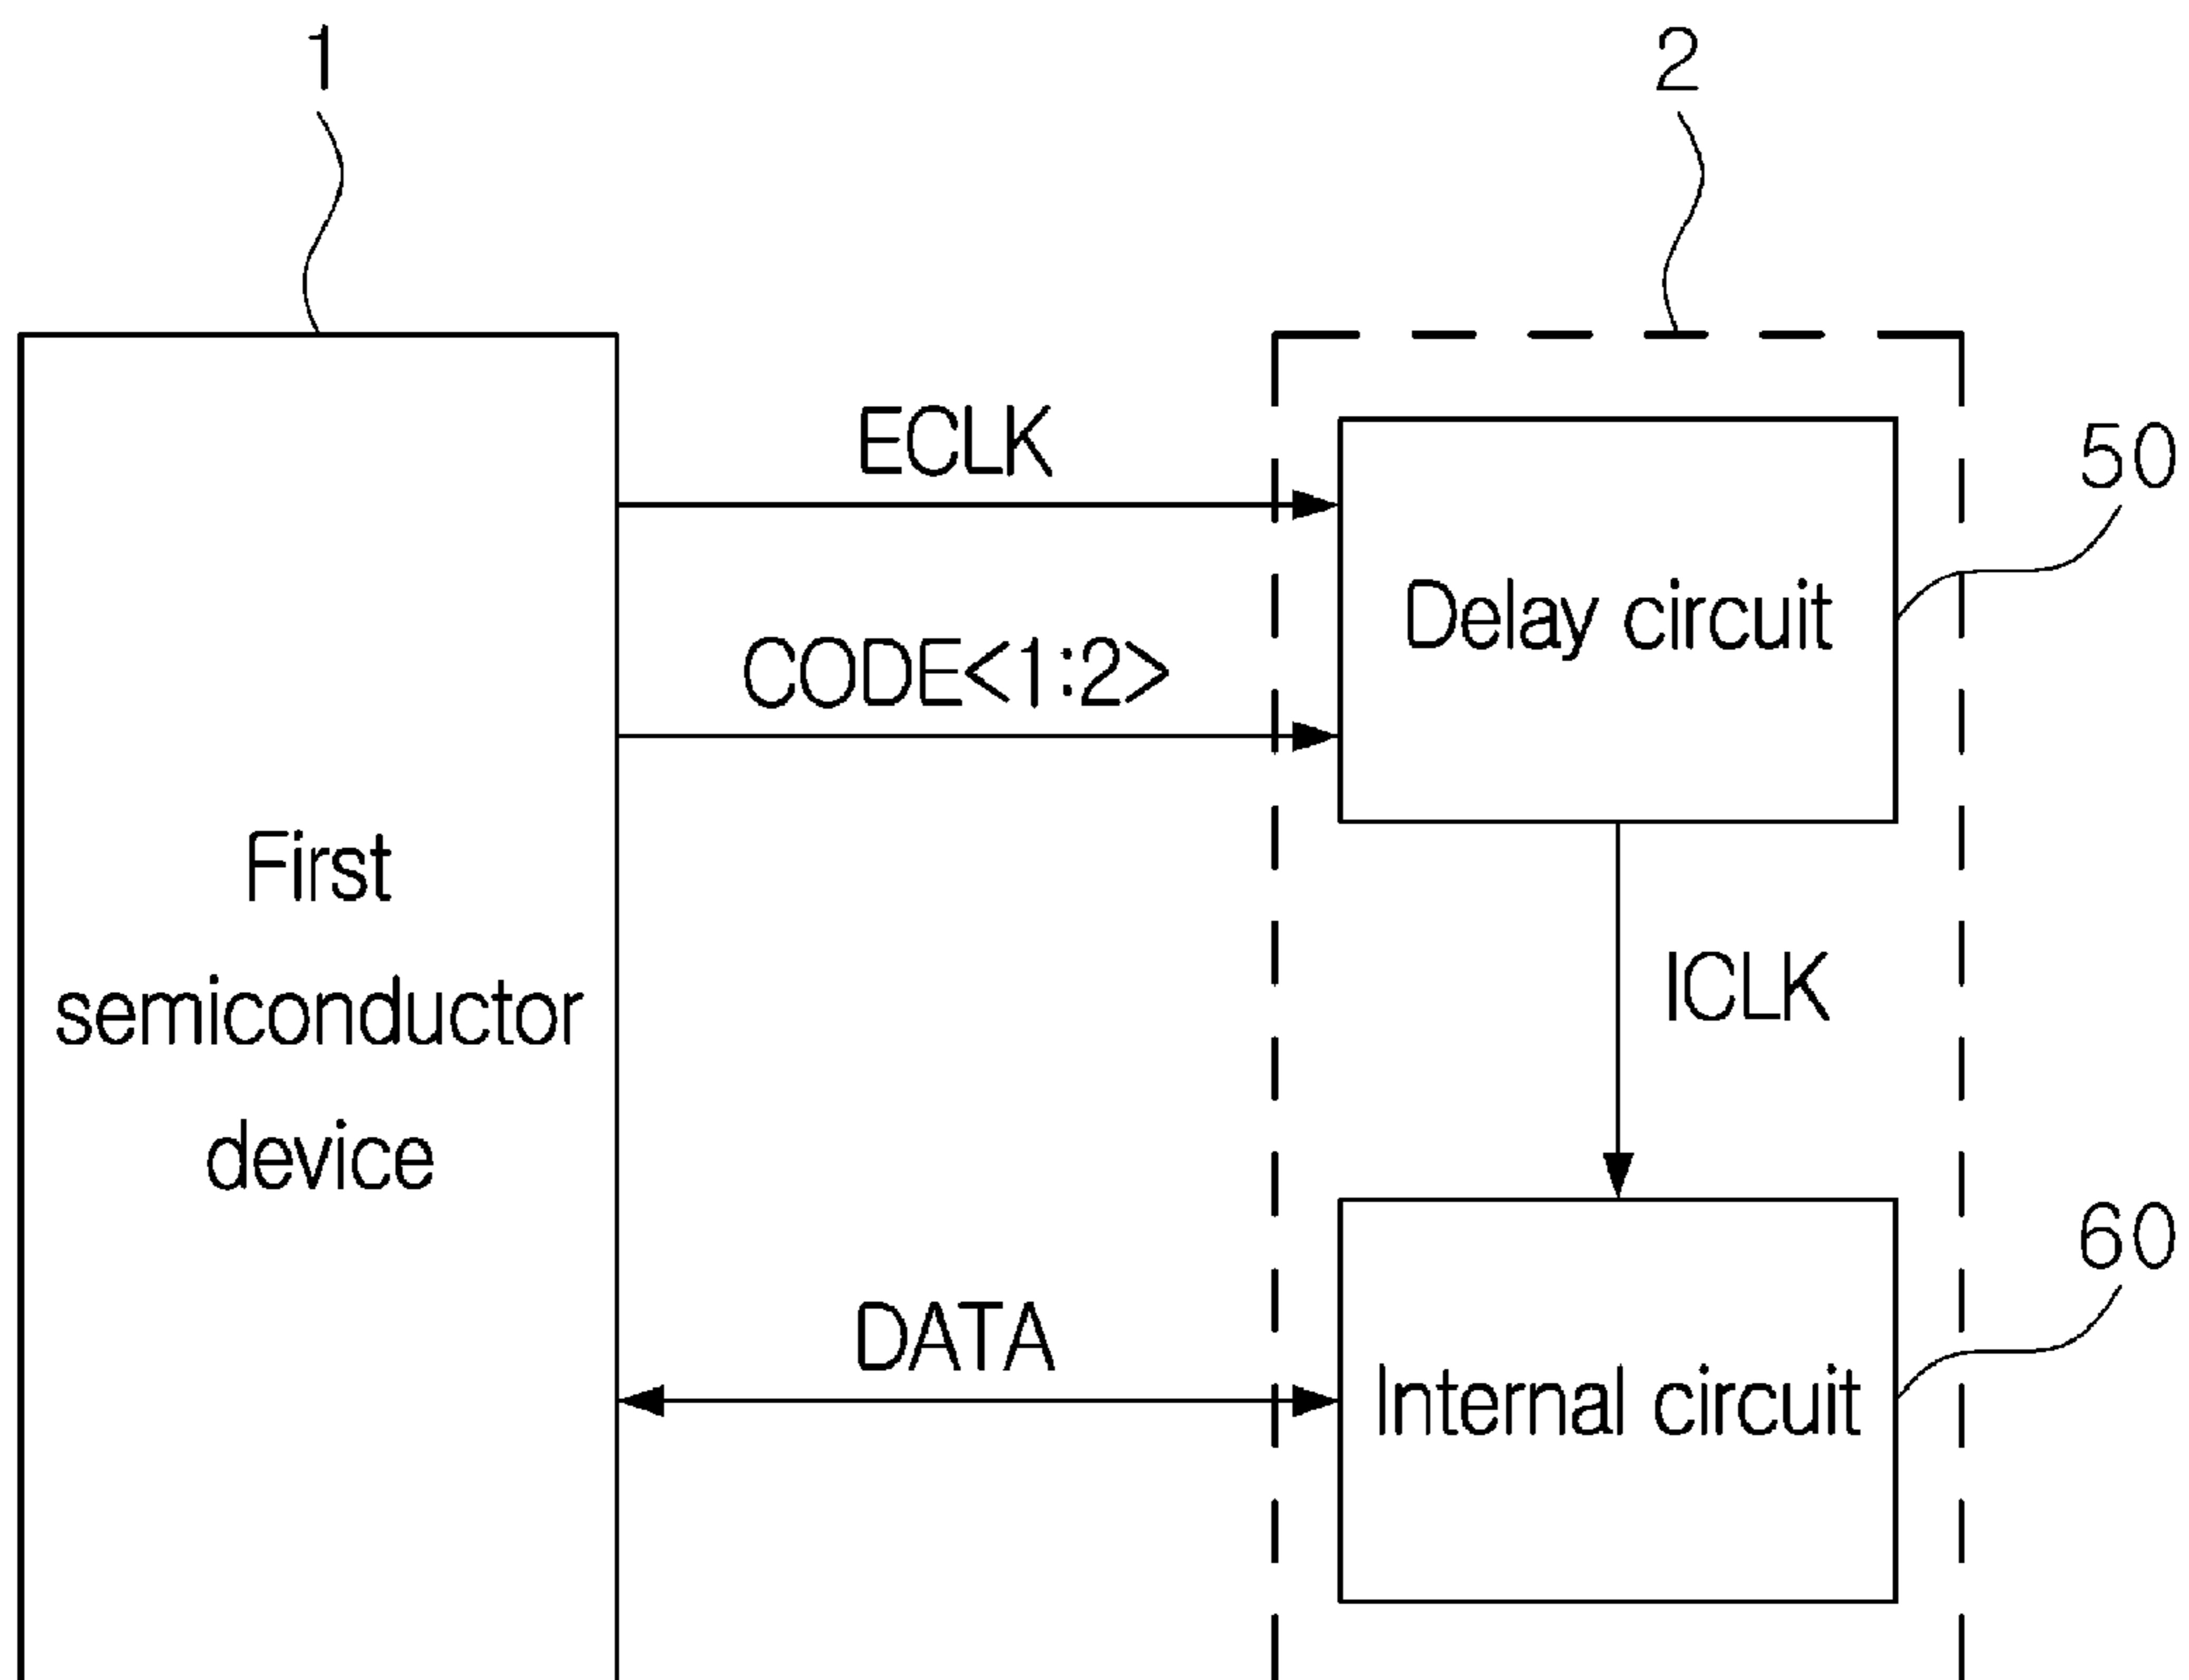 1
2
ECLK
50
Delay circuit
CODE<1:2>
First
semiconductor
device
ICLK
60
DATA
Internal circuit